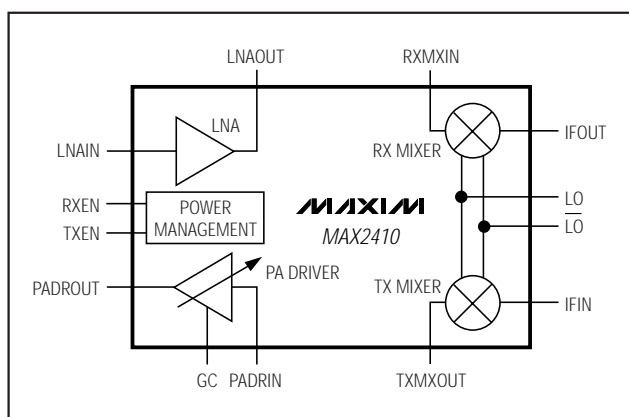 LNAOUT RXMXIN
LNA
LNAIN RX MIXER IFOUT
RXEN POWER MANAGEMENT LO
TXEN MAXIM L̅O̅
MAX2410
PADROUT PA DRIVER TX MIXER IFIN
GC PADRIN TXMXOUT